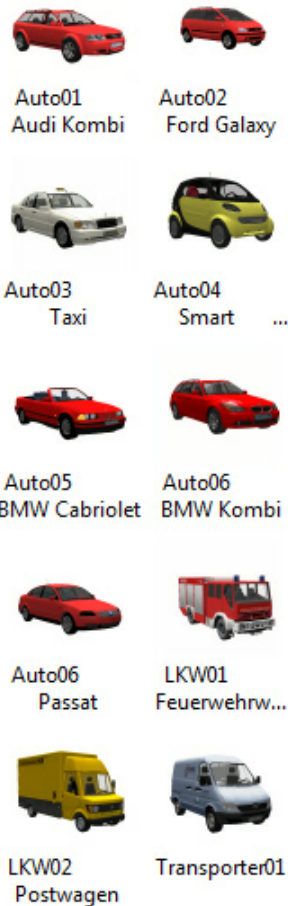 Auto01
Audi Kombi
Auto02
Ford Galaxy
Auto03
Taxi
Auto04
Smart ...
Auto05
BMW Cabriolet
Auto06
BMW Kombi
Auto06
Passat
LKW01
Feuerwehrw...
LKW02
Postwagen
Transporter01